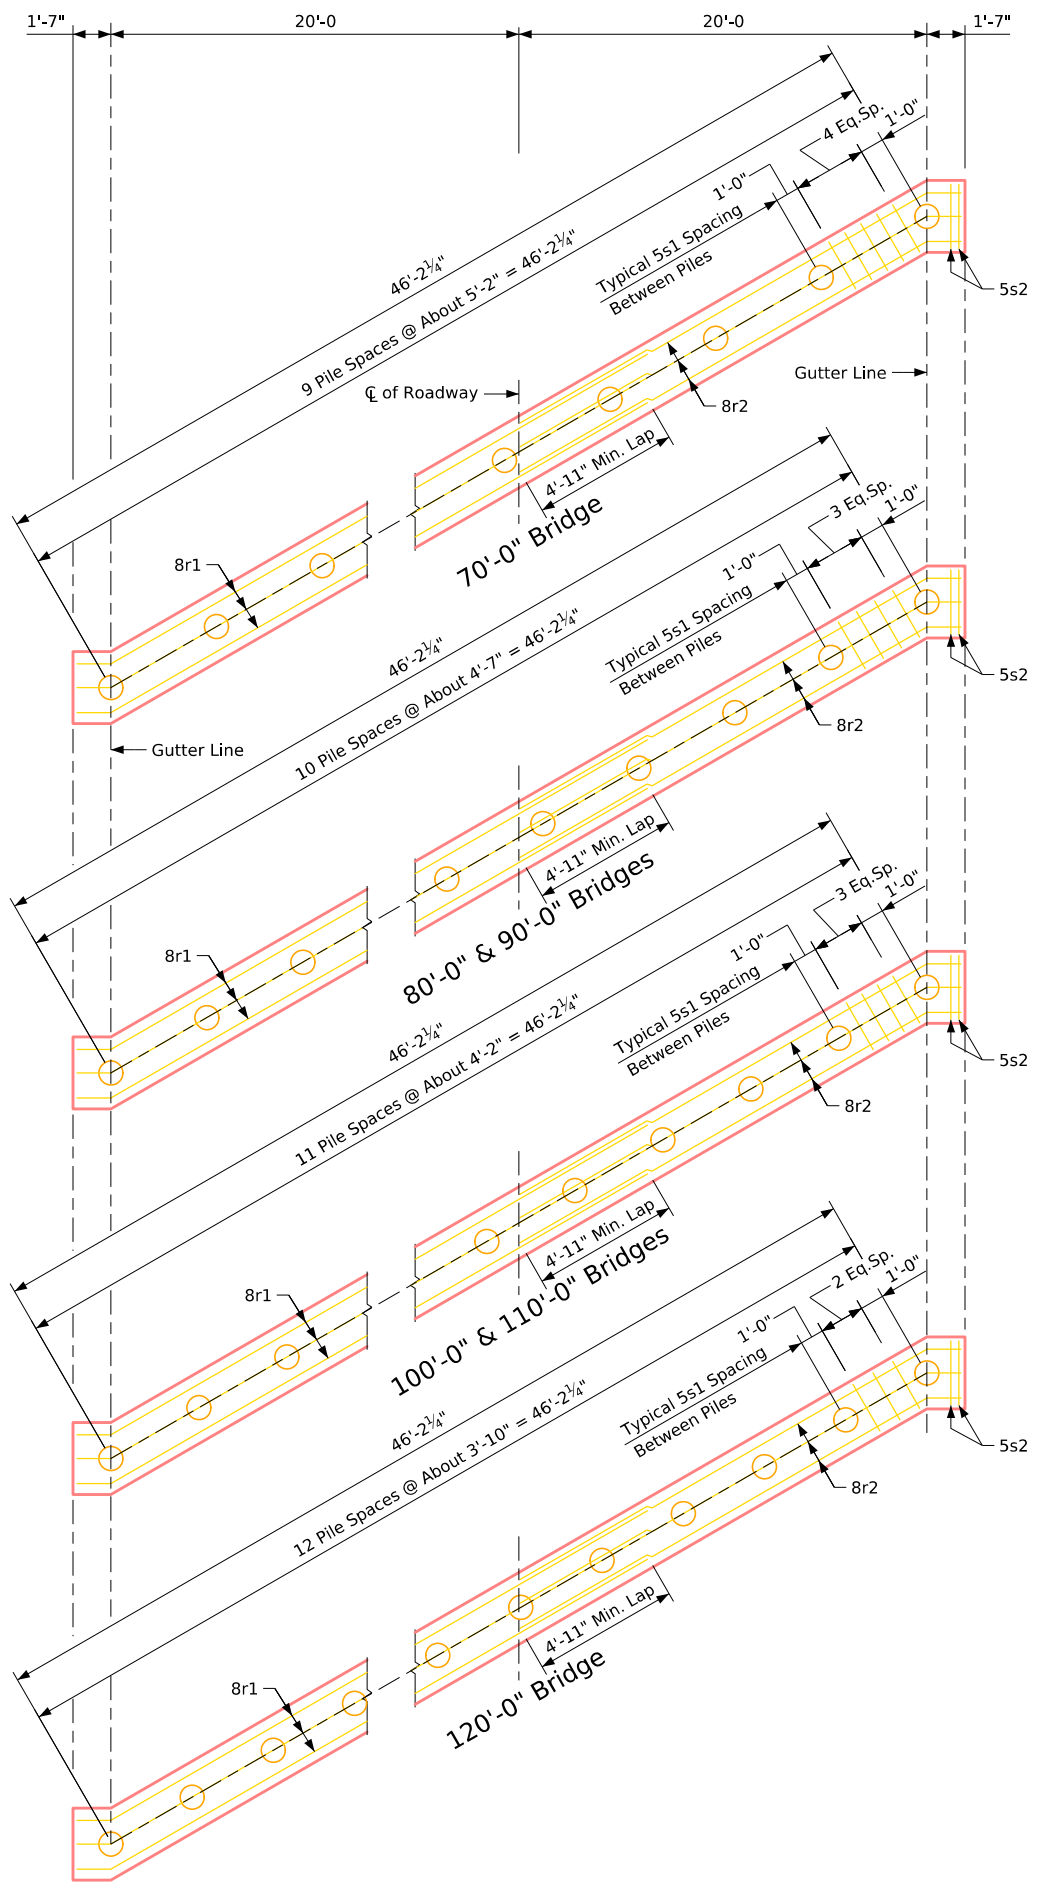 1'-7" 20'-0 20'-0 1'-7"
4 Eq.Sp.
1'-0"
1'-0"
Typical 5s1 Spacing
Between Piles
46'-2¼"
9 Pile Spaces @ About 5'-2" = 46'-2¼"
5s2
Gutter Line
℄ of Roadway
8r2
4'-11" Min. Lap
70'-0" Bridge
8r1
3 Eq.Sp.
1'-0"
1'-0"
Typical 5s1 Spacing
Between Piles
46'-2¼"
10 Pile Spaces @ About 4'-7" = 46'-2¼"
5s2
8r2
Gutter Line
4'-11" Min. Lap
80'-0" & 90'-0" Bridges
8r1
3 Eq.Sp.
1'-0"
1'-0"
Typical 5s1 Spacing
Between Piles
46'-2¼"
11 Pile Spaces @ About 4'-2" = 46'-2¼"
5s2
8r2
4'-11" Min. Lap
100'-0" & 110'-0" Bridges
8r1
2 Eq.Sp.
1'-0"
1'-0"
Typical 5s1 Spacing
Between Piles
46'-2¼"
12 Pile Spaces @ About 3'-10" = 46'-2¼"
5s2
8r2
4'-11" Min. Lap
120'-0" Bridge
8r1